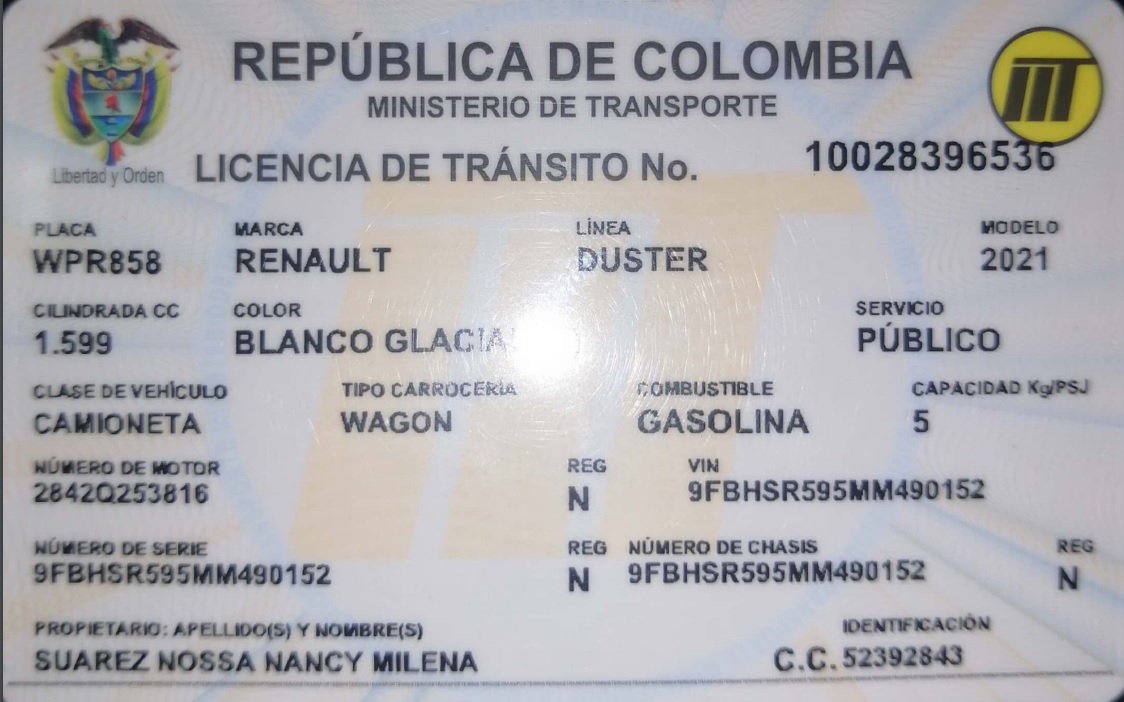 REPÚBLICA DE COLOMBIA
MINISTERIO DE TRANSPORTE
Libertad y Orden
LICENCIA DE TRÁNSITO No. 10028396536
PLACA MARCA LÍNEA MODELO
WPR858 RENAULT DUSTER 2021
CILINDRADA CC COLOR SERVICIO
1.599 BLANCO PÚBLICO
CLASE DE VEHÍCULO TIPO CARROCERÍA COMBUSTIBLE CAPACIDAD Kg/PSJ
CAMIONETA WAGON GASOLINA 5
NÚMERO DE MOTOR REG VIN
2842Q253816 N 9FBHSR595MM490152
NÚMERO DE SERIE REG NÚMERO DE CHASIS REG
9FBHSR595MM490152 N 9FBHSR595MM490152 N
PROPIETARIO: APELLIDO(S) Y NOMBRE(S) IDENTIFICACIÓN
SUAREZ NOSSA NANCY MILENA C.C. 52392843